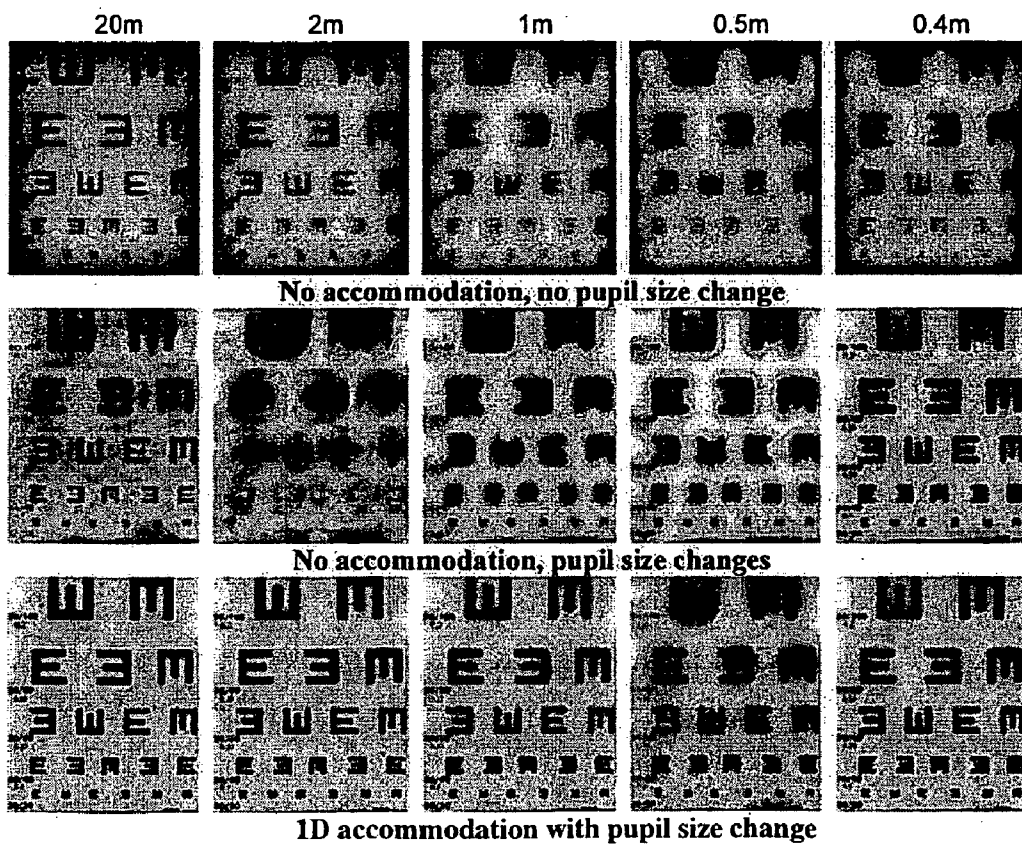 20m 2m 1m 0.5m 0.4m
No accommodation, no pupil size change
No accommodation, pupil size changes
1D accommodation with pupil size change